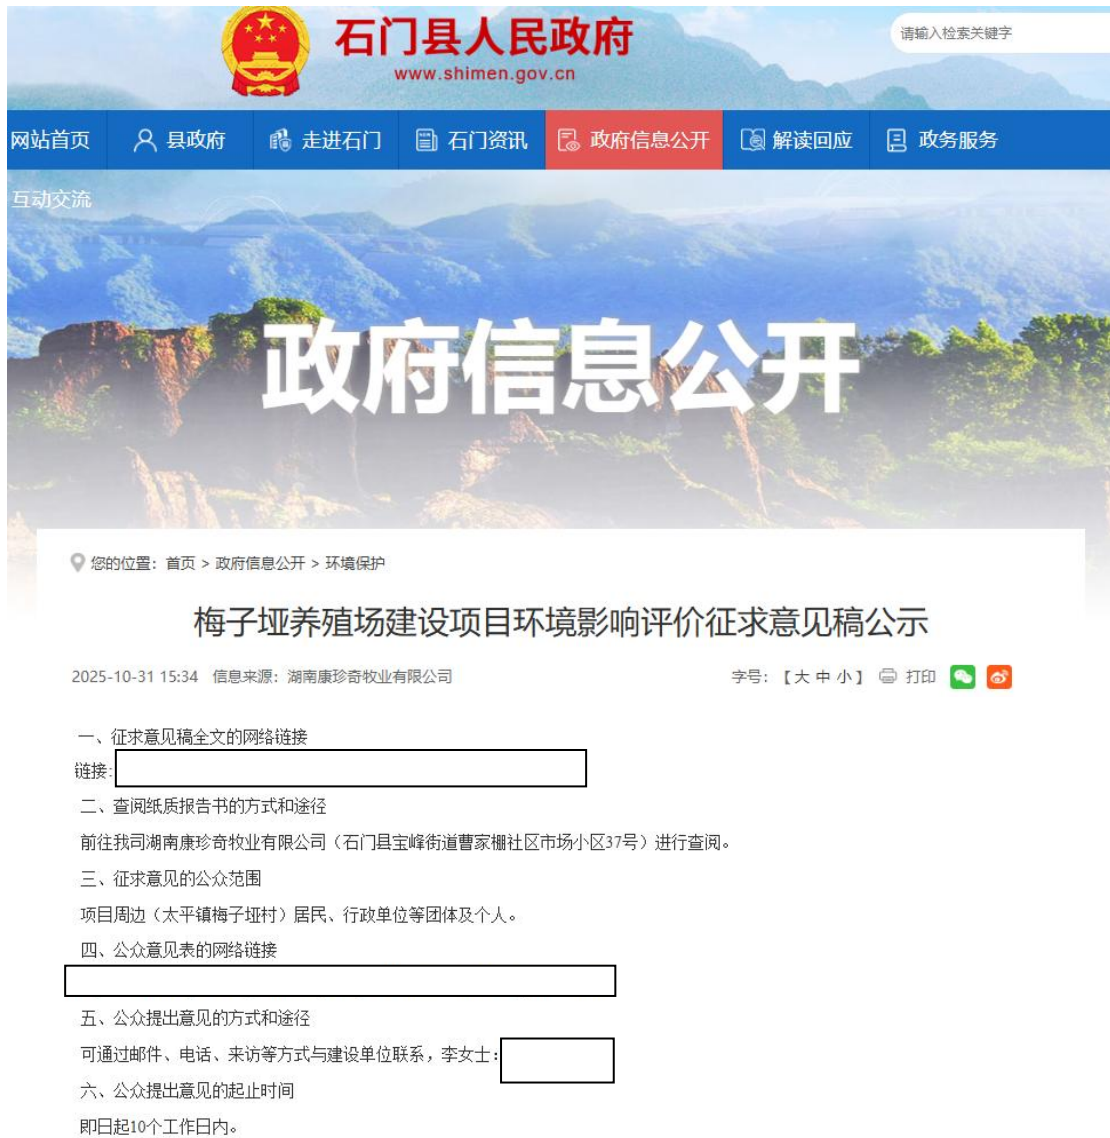 石门县人民政府
www.shimen.gov.cn
请输入检索关键字
网站首页 县政府 走进石门 石门资讯 政府信息公开 解读回应 政务服务
互动交流
政府信息公开
您的位置：首页 > 政府信息公开 > 环境保护
梅子垭养殖场建设项目环境影响评价征求意见稿公示
2025-10-31 15:34 信息来源：湖南康珍奇牧业有限公司 字号：【大 中 小】 打印
一、征求意见稿全文的网络链接
链接:
二、查阅纸质报告书的方式和途径
前往我司湖南康珍奇牧业有限公司（石门县宝峰街道曹家棚社区市场小区37号）进行查阅。
三、征求意见的公众范围
项目周边（太平镇梅子垭村）居民、行政单位等团体及个人。
四、公众意见表的网络链接
五、公众提出意见的方式和途径
可通过邮件、电话、来访等方式与建设单位联系，李女士：
六、公众提出意见的起止时间
即日起10个工作日内。